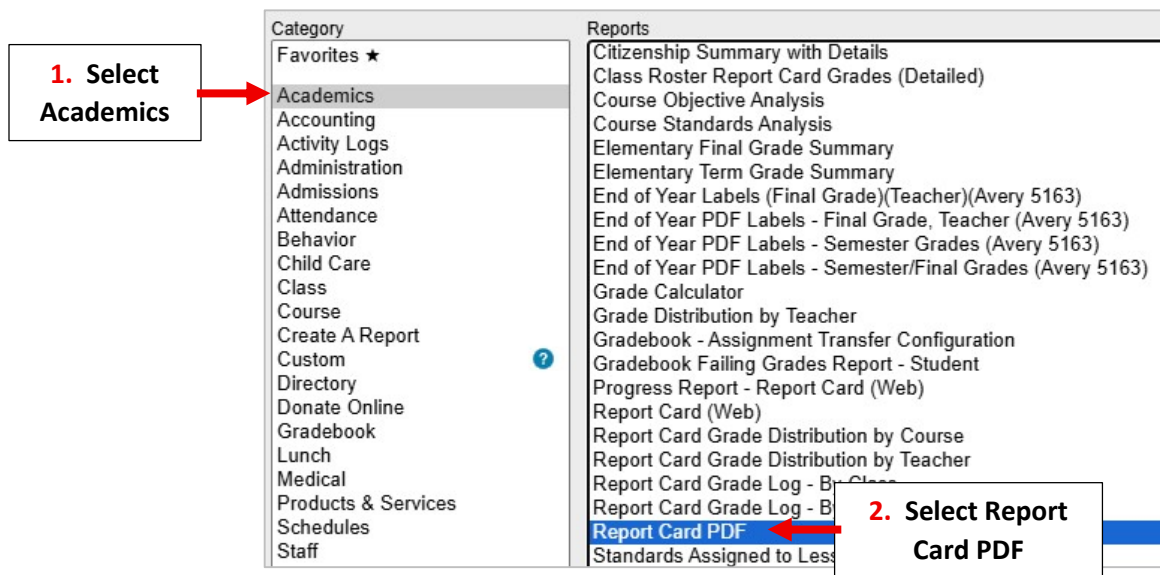 Category
Favorites ★
Academics
Accounting
Activity Logs
Administration
Admissions
Attendance
Behavior
Child Care
Class
Course
Create A Report
Custom ?
Directory
Donate Online
Gradebook
Lunch
Medical
Products & Services
Schedules
Staff
Reports
Citizenship Summary with Details
Class Roster Report Card Grades (Detailed)
Course Objective Analysis
Course Standards Analysis
Elementary Final Grade Summary
Elementary Term Grade Summary
End of Year Labels (Final Grade)(Teacher)(Avery 5163)
End of Year PDF Labels - Final Grade, Teacher (Avery 5163)
End of Year PDF Labels - Semester Grades (Avery 5163)
End of Year PDF Labels - Semester/Final Grades (Avery 5163)
Grade Calculator
Grade Distribution by Teacher
Gradebook - Assignment Transfer Configuration
Gradebook Failing Grades Report - Student
Progress Report - Report Card (Web)
Report Card (Web)
Report Card Grade Distribution by Course
Report Card Grade Distribution by Teacher
Report Card Grade Log - By Class
Report Card Grade Log - B
Report Card PDF
Standards Assigned to Less
1. Select
Academics
2. Select Report
Card PDF